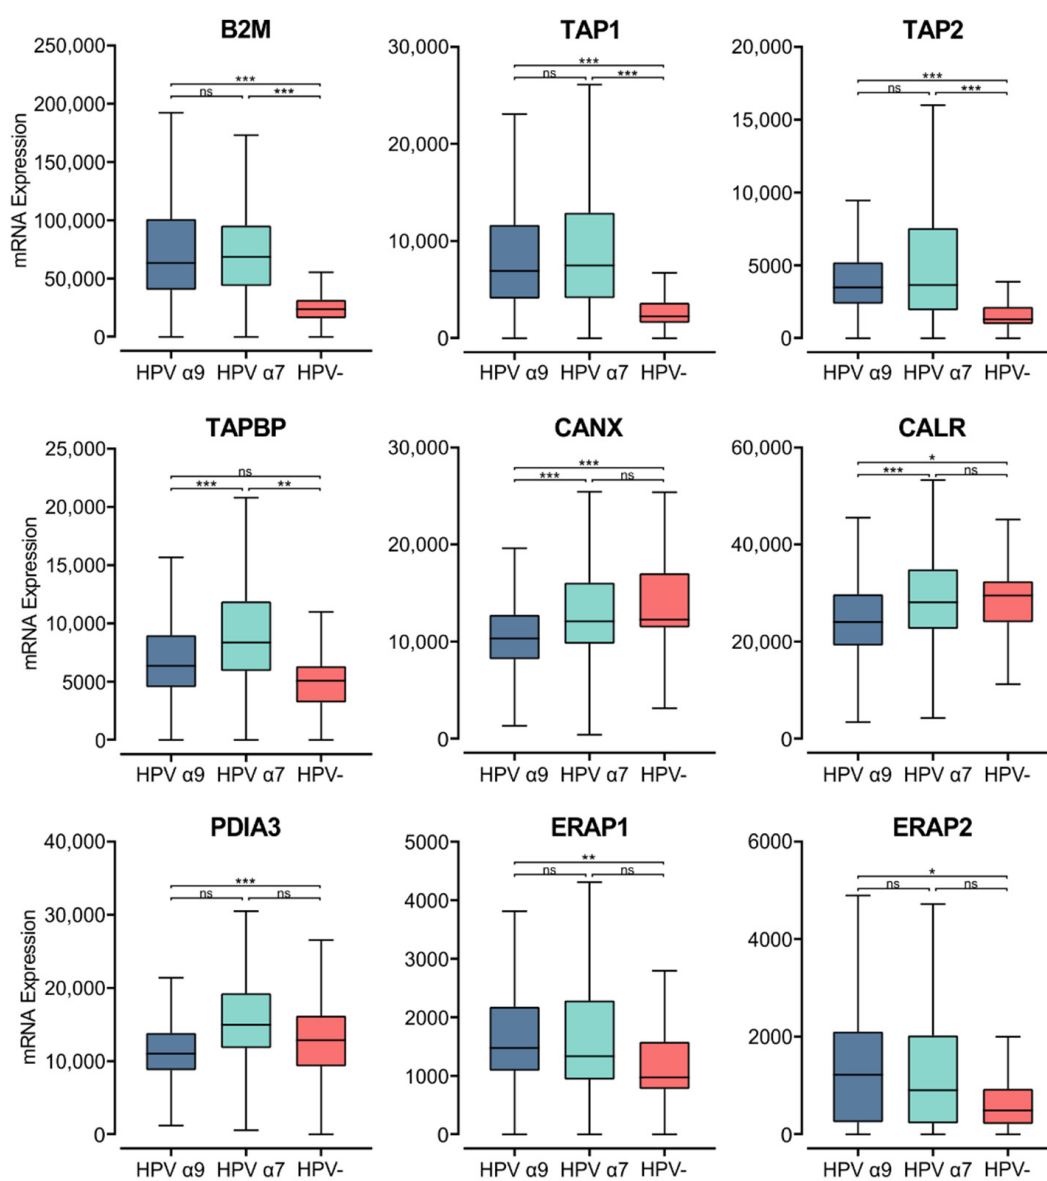 B2M
TAP1
TAP2
mRNA Expression
250,000
200,000
150,000
100,000
50,000
0
***
ns
***
HPV α9
HPV α7
HPV-
30,000
20,000
10,000
0
***
ns
***
HPV α9
HPV α7
HPV-
20,000
15,000
10,000
5000
0
***
ns
***
HPV α9
HPV α7
HPV-
TAPBP
CANX
CALR
mRNA Expression
25,000
20,000
15,000
10,000
5000
0
ns
***
**
HPV α9
HPV α7
HPV-
30,000
20,000
10,000
0
***
***
ns
HPV α9
HPV α7
HPV-
60,000
40,000
20,000
0
*
***
ns
HPV α9
HPV α7
HPV-
PDIA3
ERAP1
ERAP2
mRNA Expression
40,000
30,000
20,000
10,000
0
***
ns
ns
HPV α9
HPV α7
HPV-
5000
4000
3000
2000
1000
0
**
ns
ns
HPV α9
HPV α7
HPV-
6000
4000
2000
0
*
ns
ns
HPV α9
HPV α7
HPV-